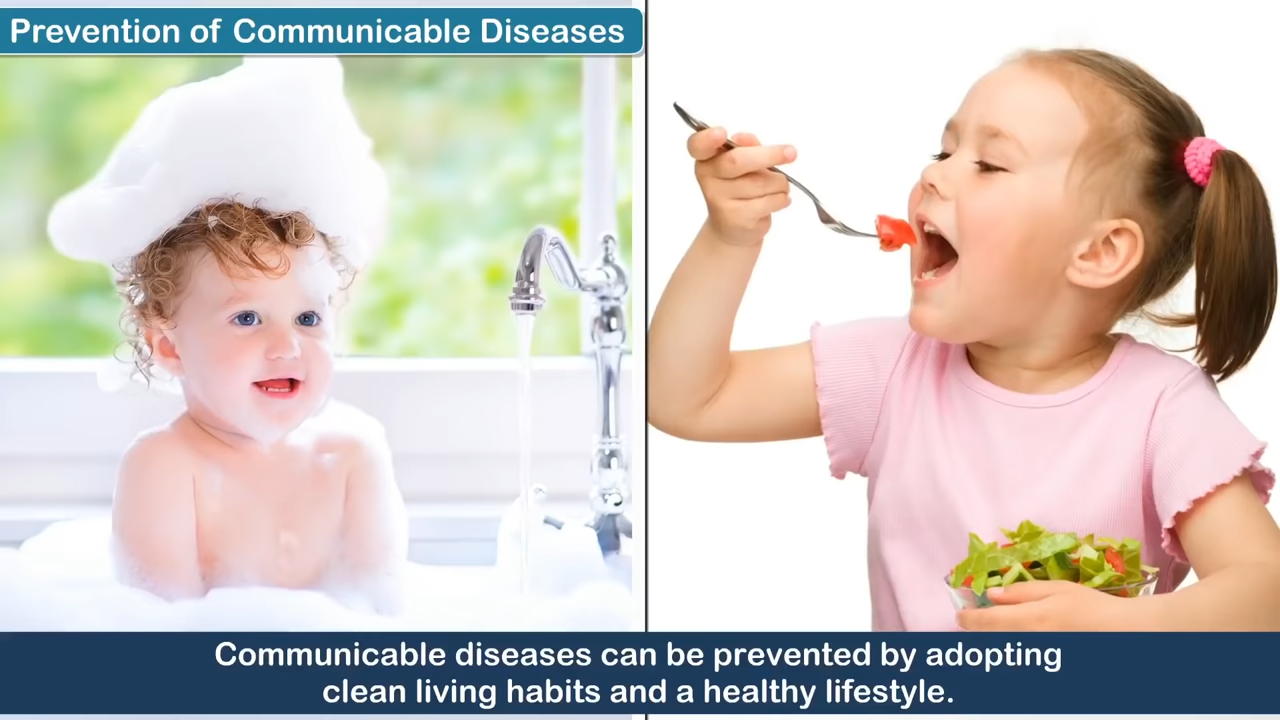 Prevention of Communicable Diseases
Communicable diseases can be prevented by adopting
clean living habits and a healthy lifestyle.